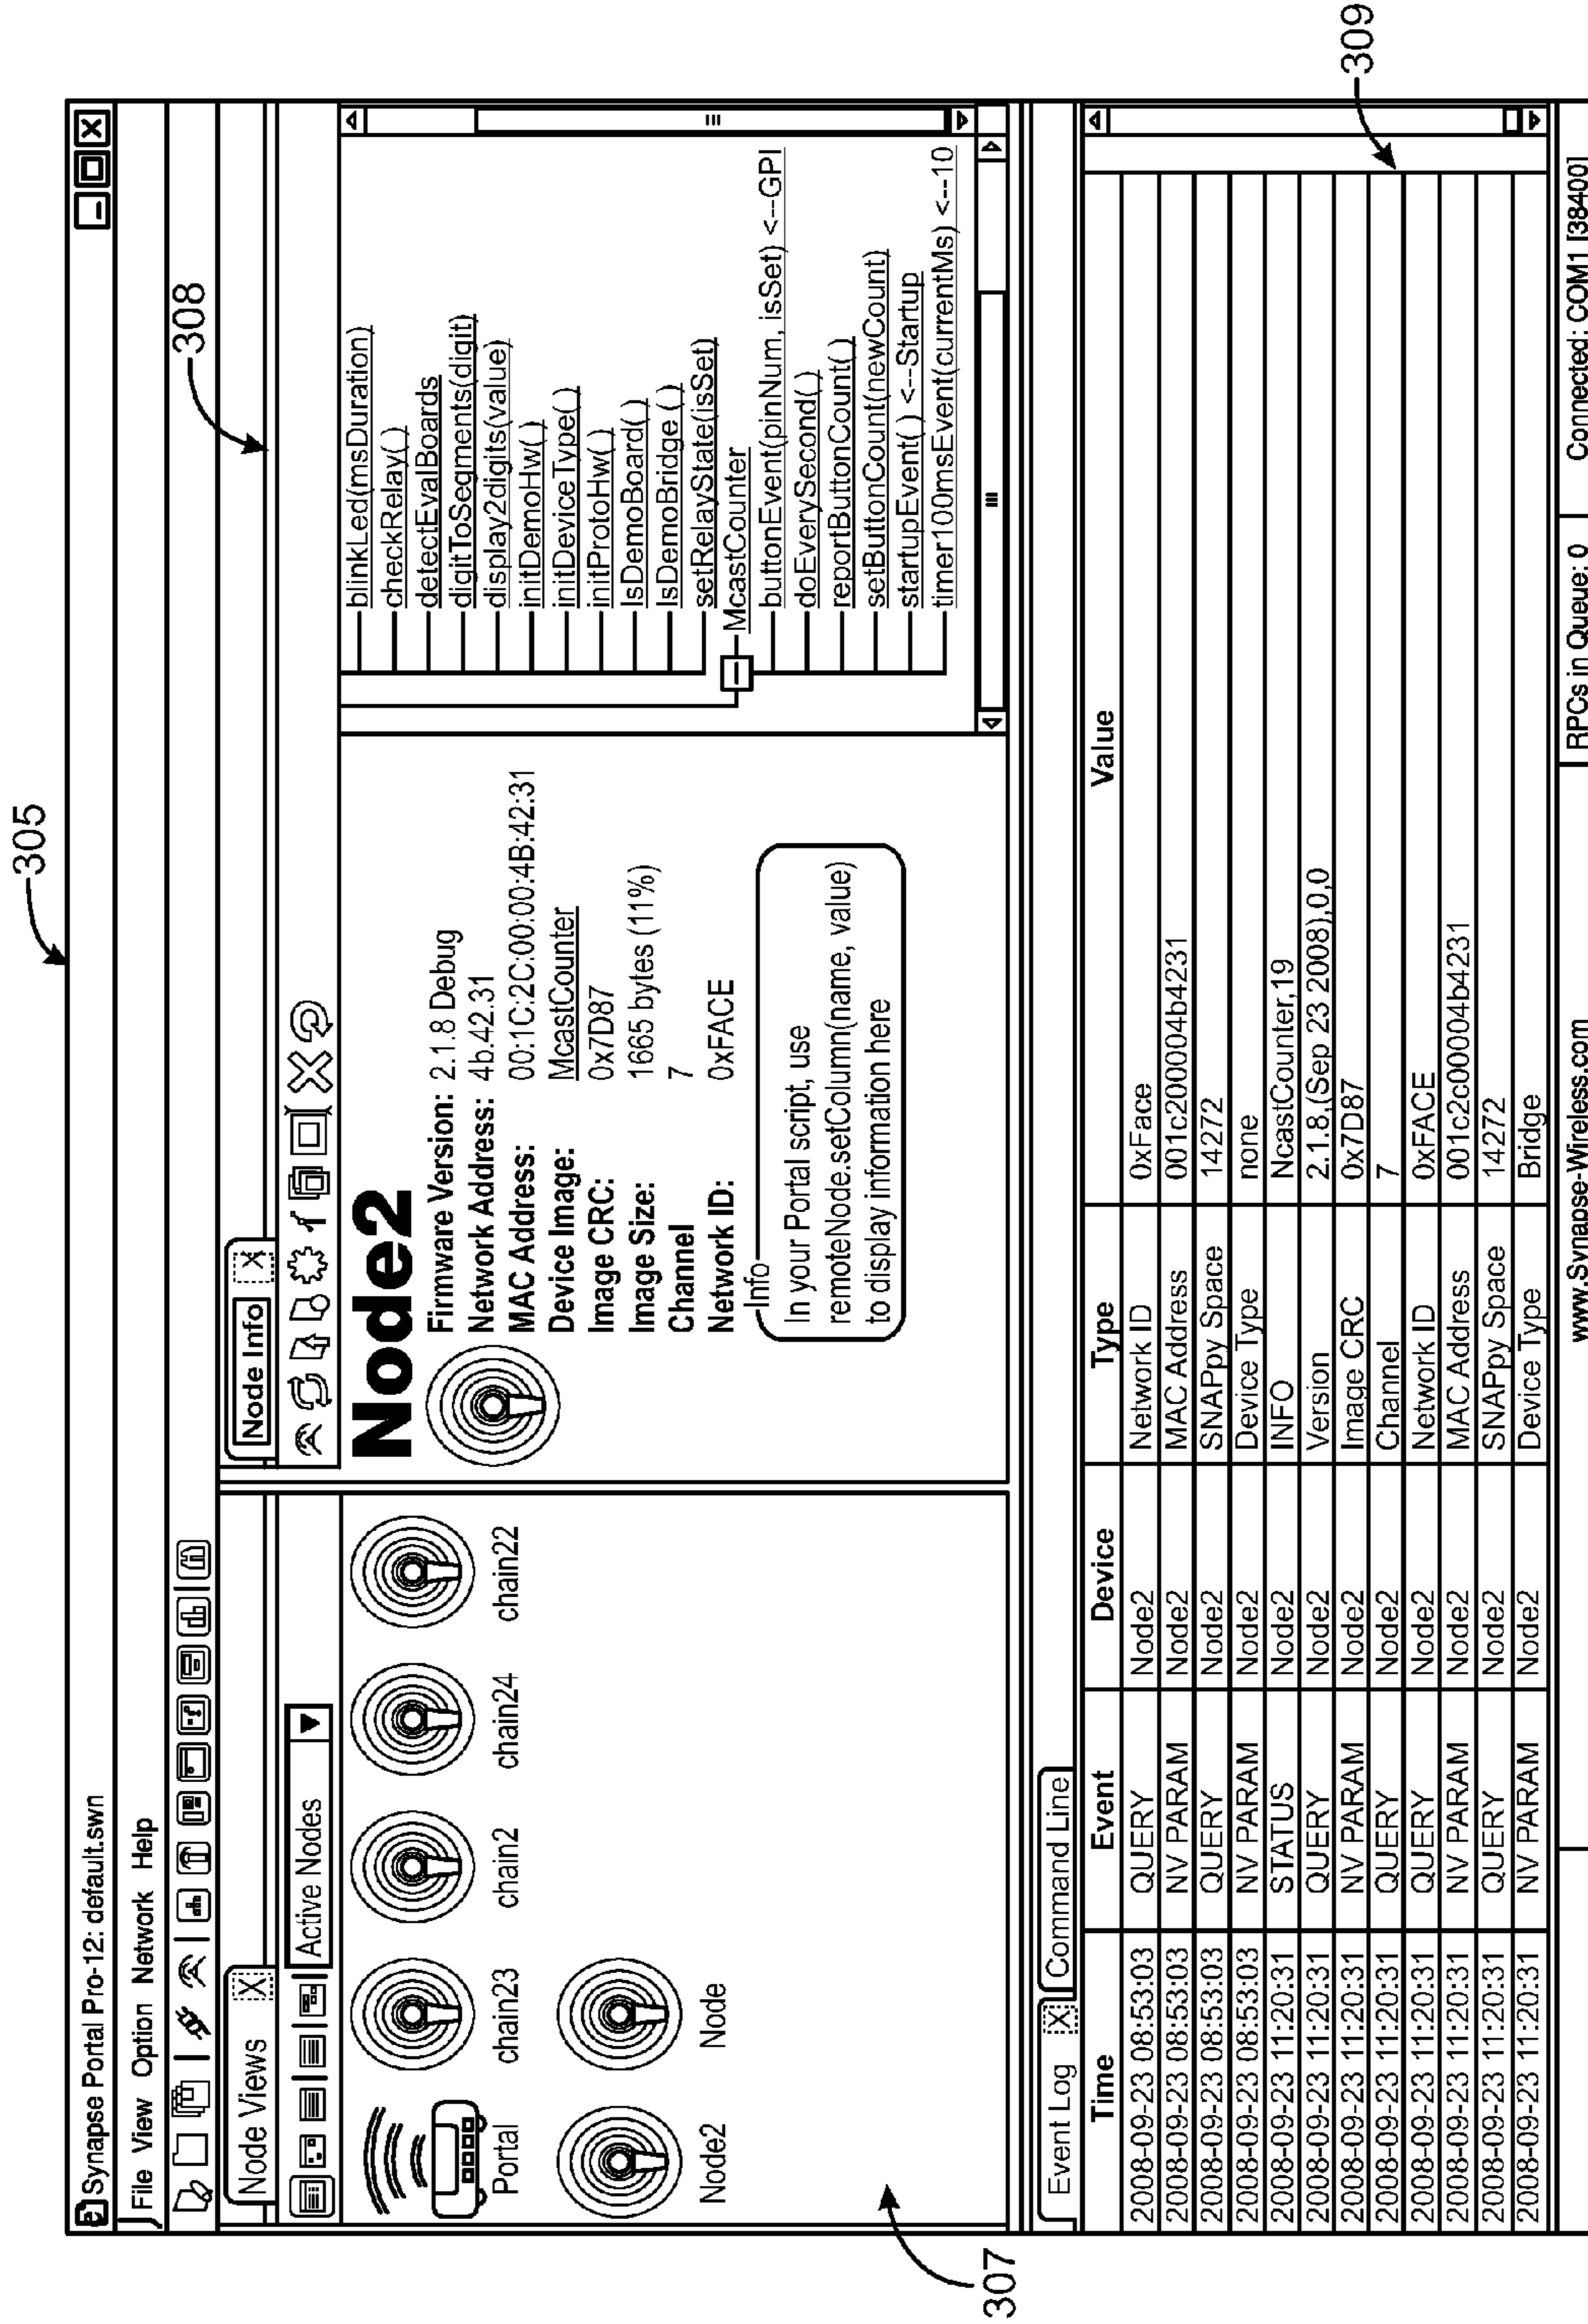 305
Synapse Portal Pro-12: default.swn
File View Option Network Help
308
Node Views X
Node Info X
Active Nodes
Portal
chain23
chain2
chain24
chain22
Node2
Node
307
Node2
Firmware Version: 2.1.8 Debug
Network Address: 4b.42.31
MAC Address: 00:1C:2C:00:00:4B:42:31
Device Image: McastCounter
Image CRC: 0x7D87
Image Size: 1665 bytes (11%)
Channel 7
Network ID: 0xFACE
Info
In your Portal script, use
remoteNode.setColumn(name, value)
to display information here
blinkLed(msDuration)
checkRelay( )
detectEvalBoards
digitToSegments(digit)
display2digits(value)
initDemoHw( )
initDeviceType( )
initProtoHw( )
IsDemoBoard( )
IsDemoBridge ( )
setRelayState(isSet)
McastCounter
buttonEvent(pinNum, isSet) <--GPI
doEverySecond( )
reportButtonCount( )
setButtonCount(newCount)
startupEvent( ) <--Startup
timer100msEvent(currentMs) <--10
Event Log X Command Line
309
Time Event Device Type Value
2008-09-23 08:53:03 QUERY Node2 Network ID 0xFace
2008-09-23 08:53:03 NV PARAM Node2 MAC Address 001c200004b4231
2008-09-23 08:53:03 QUERY Node2 SNAPpy Space 14272
2008-09-23 08:53:03 NV PARAM Node2 Device Type none
2008-09-23 11:20:31 STATUS Node2 INFO NcastCounter,19
2008-09-23 11:20:31 QUERY Node2 Version 2.1.8,(Sep 23 2008),0,0
2008-09-23 11:20:31 NV PARAM Node2 Image CRC 0x7D87
2008-09-23 11:20:31 QUERY Node2 Channel 7
2008-09-23 11:20:31 QUERY Node2 Network ID 0xFACE
2008-09-23 11:20:31 NV PARAM Node2 MAC Address 001c2c00004b4231
2008-09-23 11:20:31 QUERY Node2 SNAPpy Space 14272
2008-09-23 11:20:31 NV PARAM Node2 Device Type Bridge
www.Synapse-Wireless.com RPCs in Queue: 0 Connected: COM1 [38400]